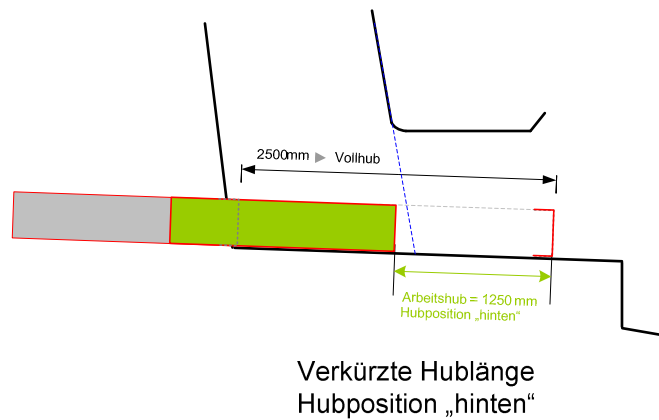 2500mm ▶ Vollhub
Arbeitshub = 1250 mm
Hubposition „hinten“
Verkürzte Hublänge
Hubposition „hinten“